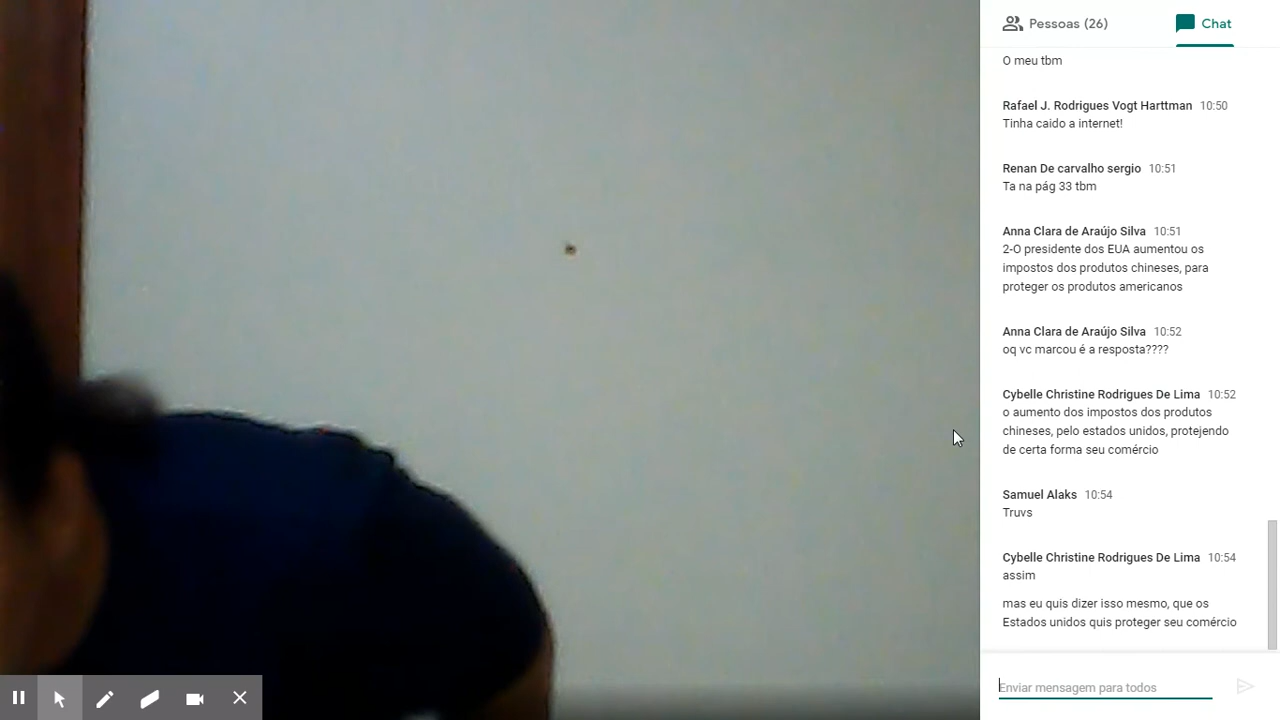 Pessoas (26)
Chat
O meu tbm
Rafael J. Rodrigues Vogt Harttman 10:50
Tinha caido a internet!
Renan De carvalho sergio 10:51
Ta na pág 33 tbm
Anna Clara de Araújo Silva 10:51
2-O presidente dos EUA aumentou os
impostos dos produtos chineses, para
proteger os produtos americanos
Anna Clara de Araújo Silva 10:52
oq vc marcou é a resposta????
Cybelle Christine Rodrigues De Lima 10:52
o aumento dos impostos dos produtos
chineses, pelo estados unidos, protejendo
de certa forma seu comércio
Samuel Alaks 10:54
Truvs
Cybelle Christine Rodrigues De Lima 10:54
assim
mas eu quis dizer isso mesmo, que os
Estados unidos quis proteger seu comércio
Enviar mensagem para todos